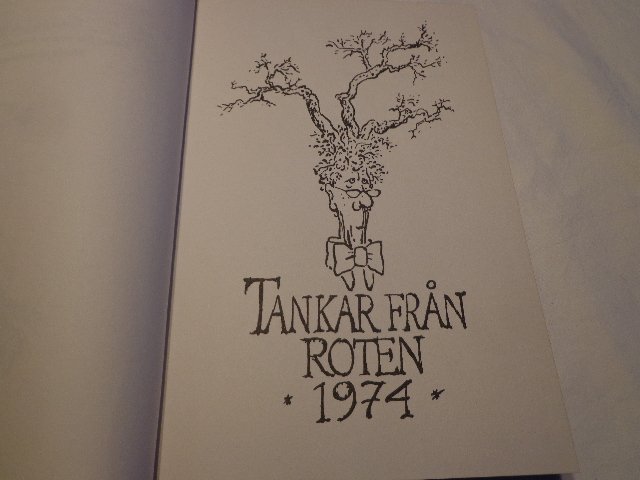 TANKAR FRÅN
ROTEN
* 1974 *